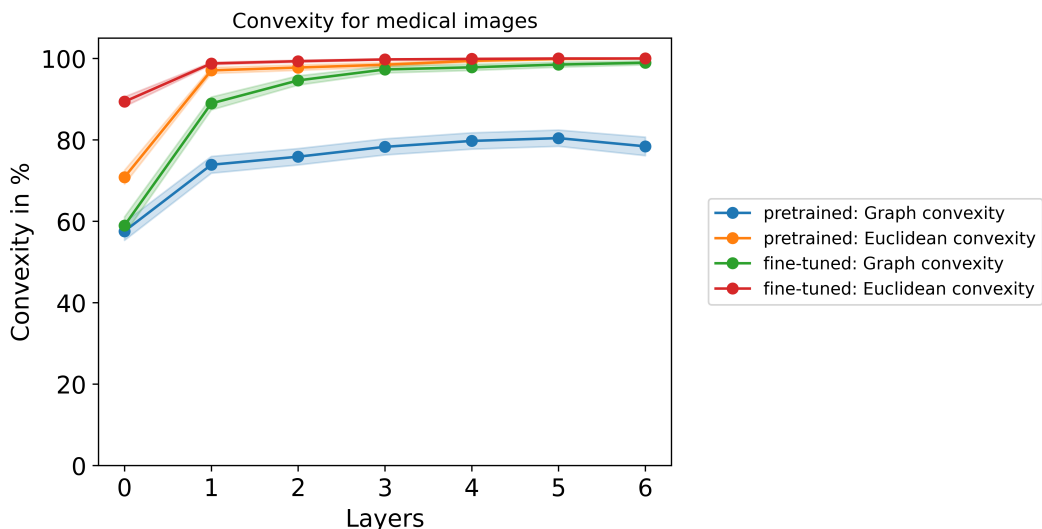 Convexity for medical images
Convexity in %
100
80
60
40
20
0
0 1 2 3 4 5 6
Layers
pretrained: Graph convexity
pretrained: Euclidean convexity
fine-tuned: Graph convexity
fine-tuned: Euclidean convexity